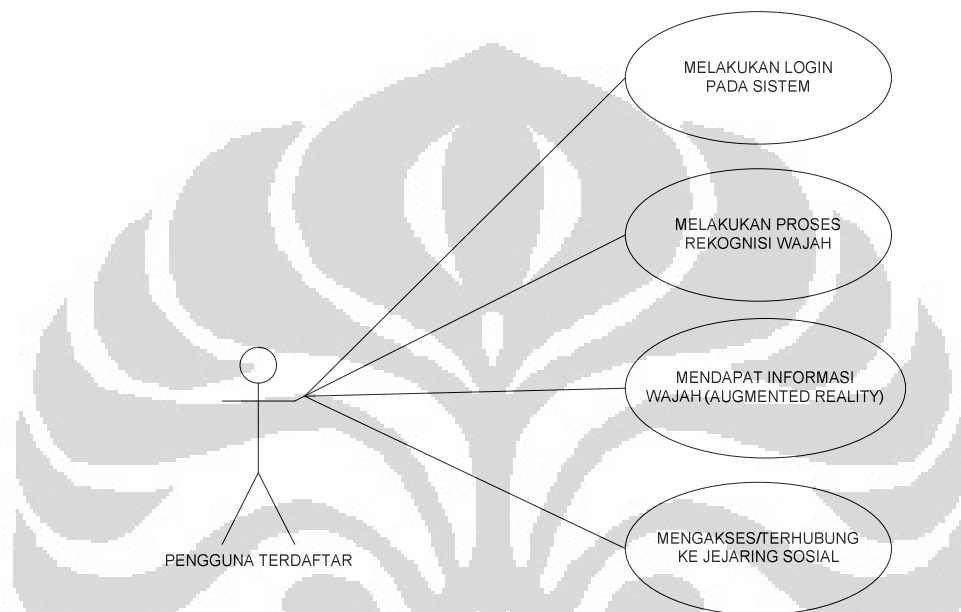 MELAKUKAN LOGIN
PADA SISTEM
MELAKUKAN PROSES
REKOGNISI WAJAH
MENDAPAT INFORMASI
WAJAH (AUGMENTED REALITY)
MENGAKSES/TERHUBUNG
KE JEJARING SOSIAL
PENGGUNA TERDAFTAR